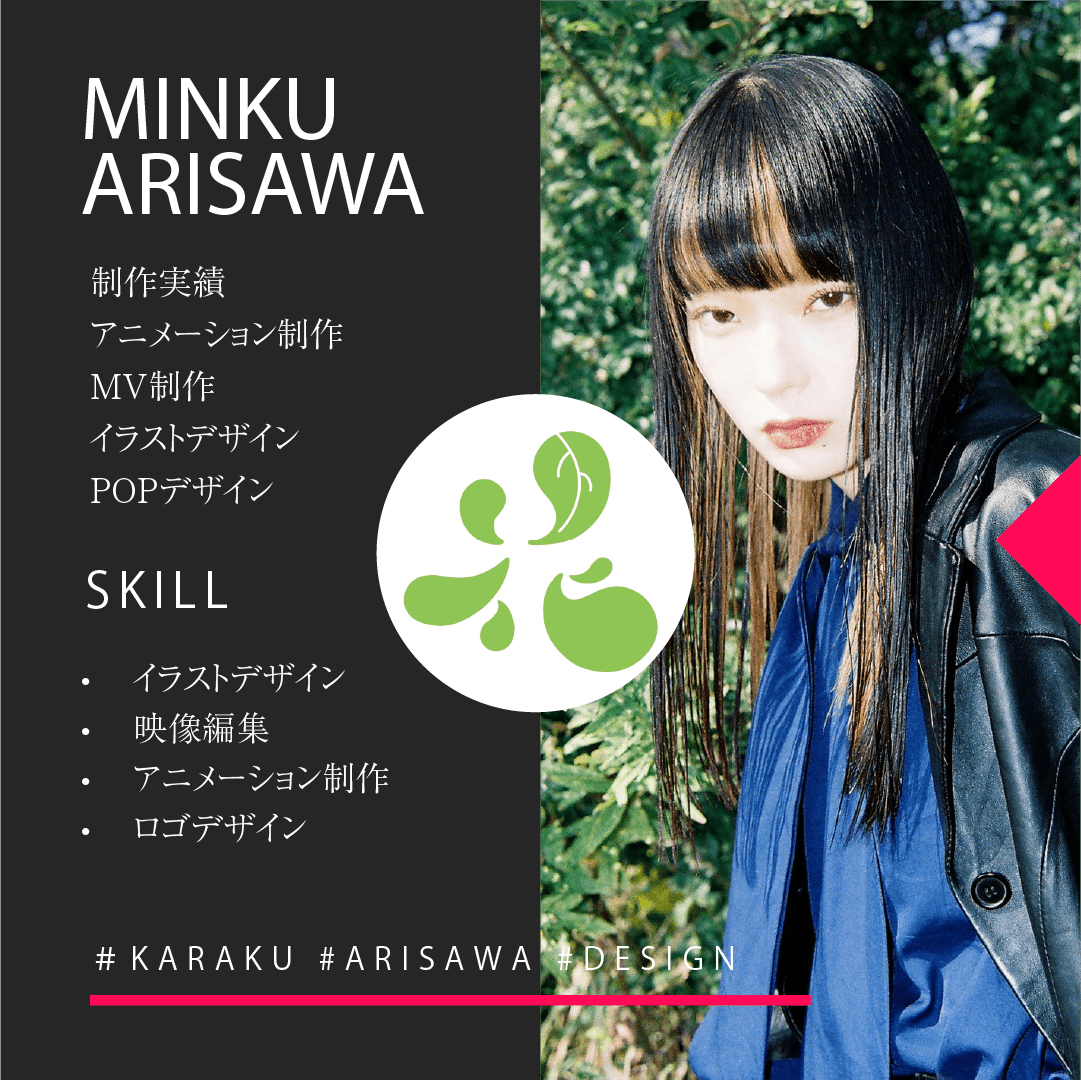 MINKU
ARISAWA
制作実績
アニメーション制作
MV制作
イラストデザイン
POPデザイン
SKILL
• イラストデザイン
• 映像編集
• アニメーション制作
• ロゴデザイン
#KARAKU #ARISAWA #DESIGN